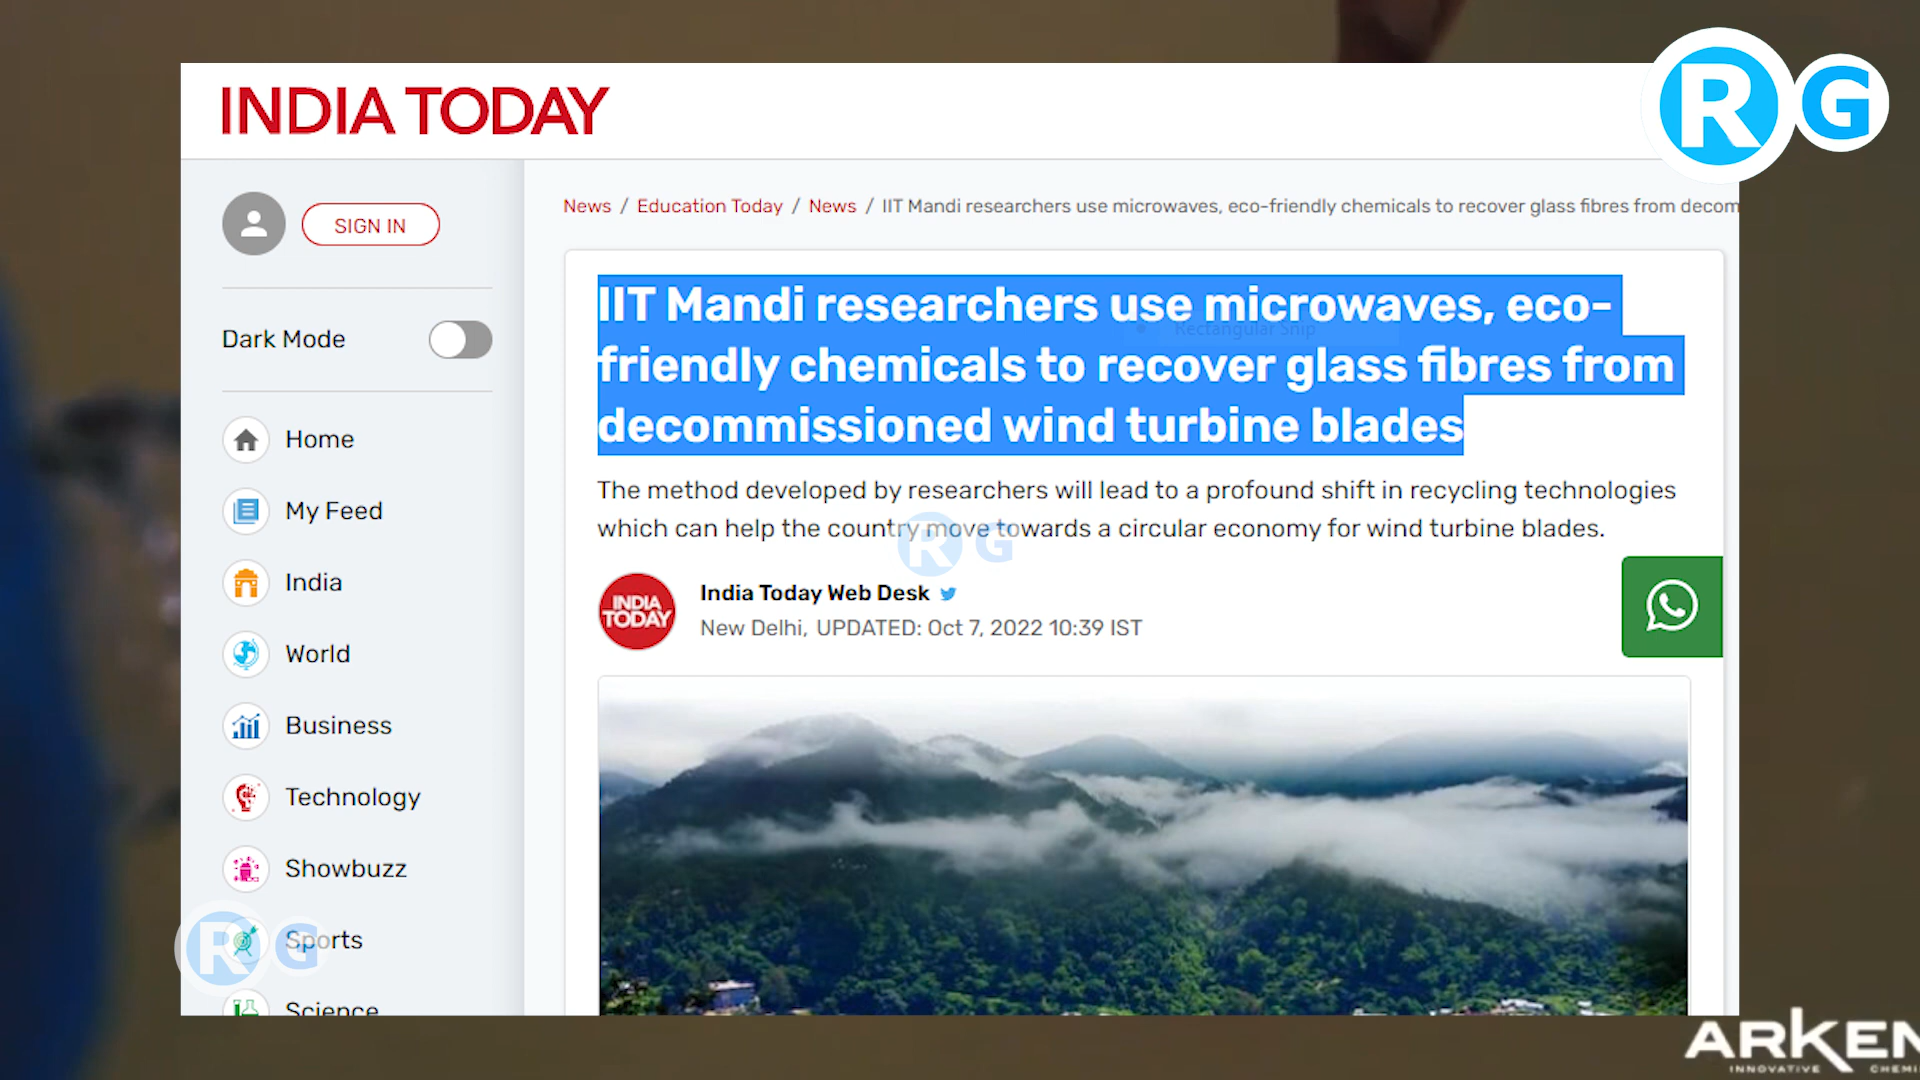 INDIA TODAY
R G
SIGN IN
News / Education Today / News / IIT Mandi researchers use microwaves, eco-friendly chemicals to recover glass fibres from decom
Dark Mode
Home
My Feed
India
World
Business
Technology
Showbuzz
Sports
Science
IIT Mandi researchers use microwaves, eco-
friendly chemicals to recover glass fibres from
decommissioned wind turbine blades
Rectangular Snip
The method developed by researchers will lead to a profound shift in recycling technologies
which can help the country move towards a circular economy for wind turbine blades.
R G
INDIA
TODAY
India Today Web Desk
New Delhi, UPDATED: Oct 7, 2022 10:39 IST
R G
ARKEM
INNOVATIVE CHEMI